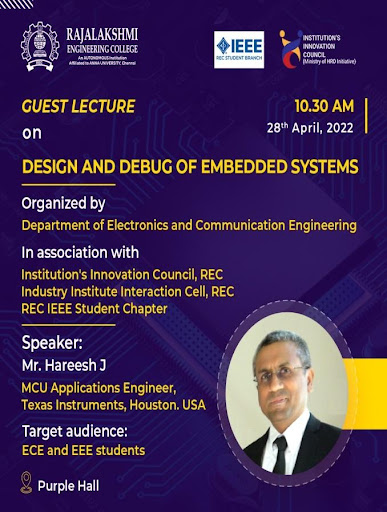 RAJALAKSHMI
ENGINEERING COLLEGE
An AUTONOMOUS Institution
Affiliated to ANNA UNIVERSITY, Chennai
IEEE
REC STUDENT BRANCH
INSTITUTION'S
INNOVATION
COUNCIL
(Ministry of HRD Initiative)
GUEST LECTURE
10.30 AM
on
28th April, 2022
DESIGN AND DEBUG OF EMBEDDED SYSTEMS
Organized by
Department of Electronics and Communication Engineering
In association with
Institution's Innovation Council, REC
Industry Institute Interaction Cell, REC
REC IEEE Student Chapter
Speaker:
Mr. Hareesh J
MCU Applications Engineer,
Texas Instruments, Houston. USA
Target audience:
ECE and EEE students
Purple Hall